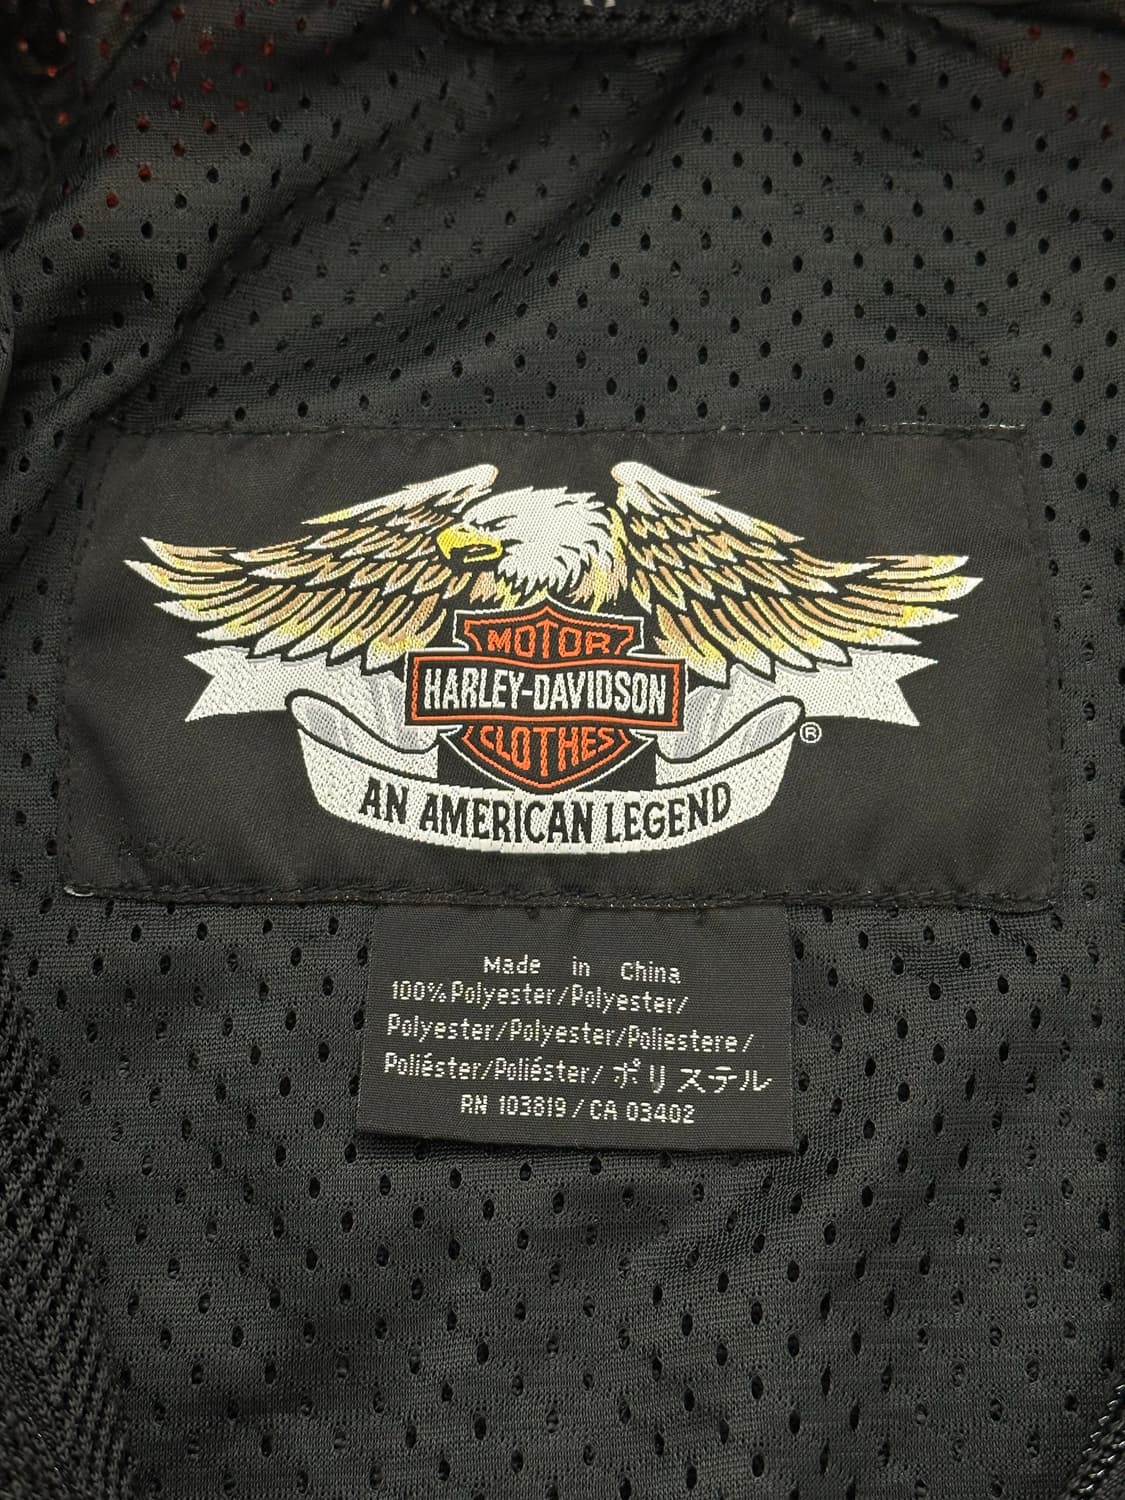 MOTOR
HARLEY-DAVIDSON
CLOTHES
®
AN AMERICAN LEGEND
Made in China
100%Polyester/Polyester/
Polyester/Polyester/Poliestere/
Poliéster/Poliéster/ポリステル
RN 103819/CA 03402